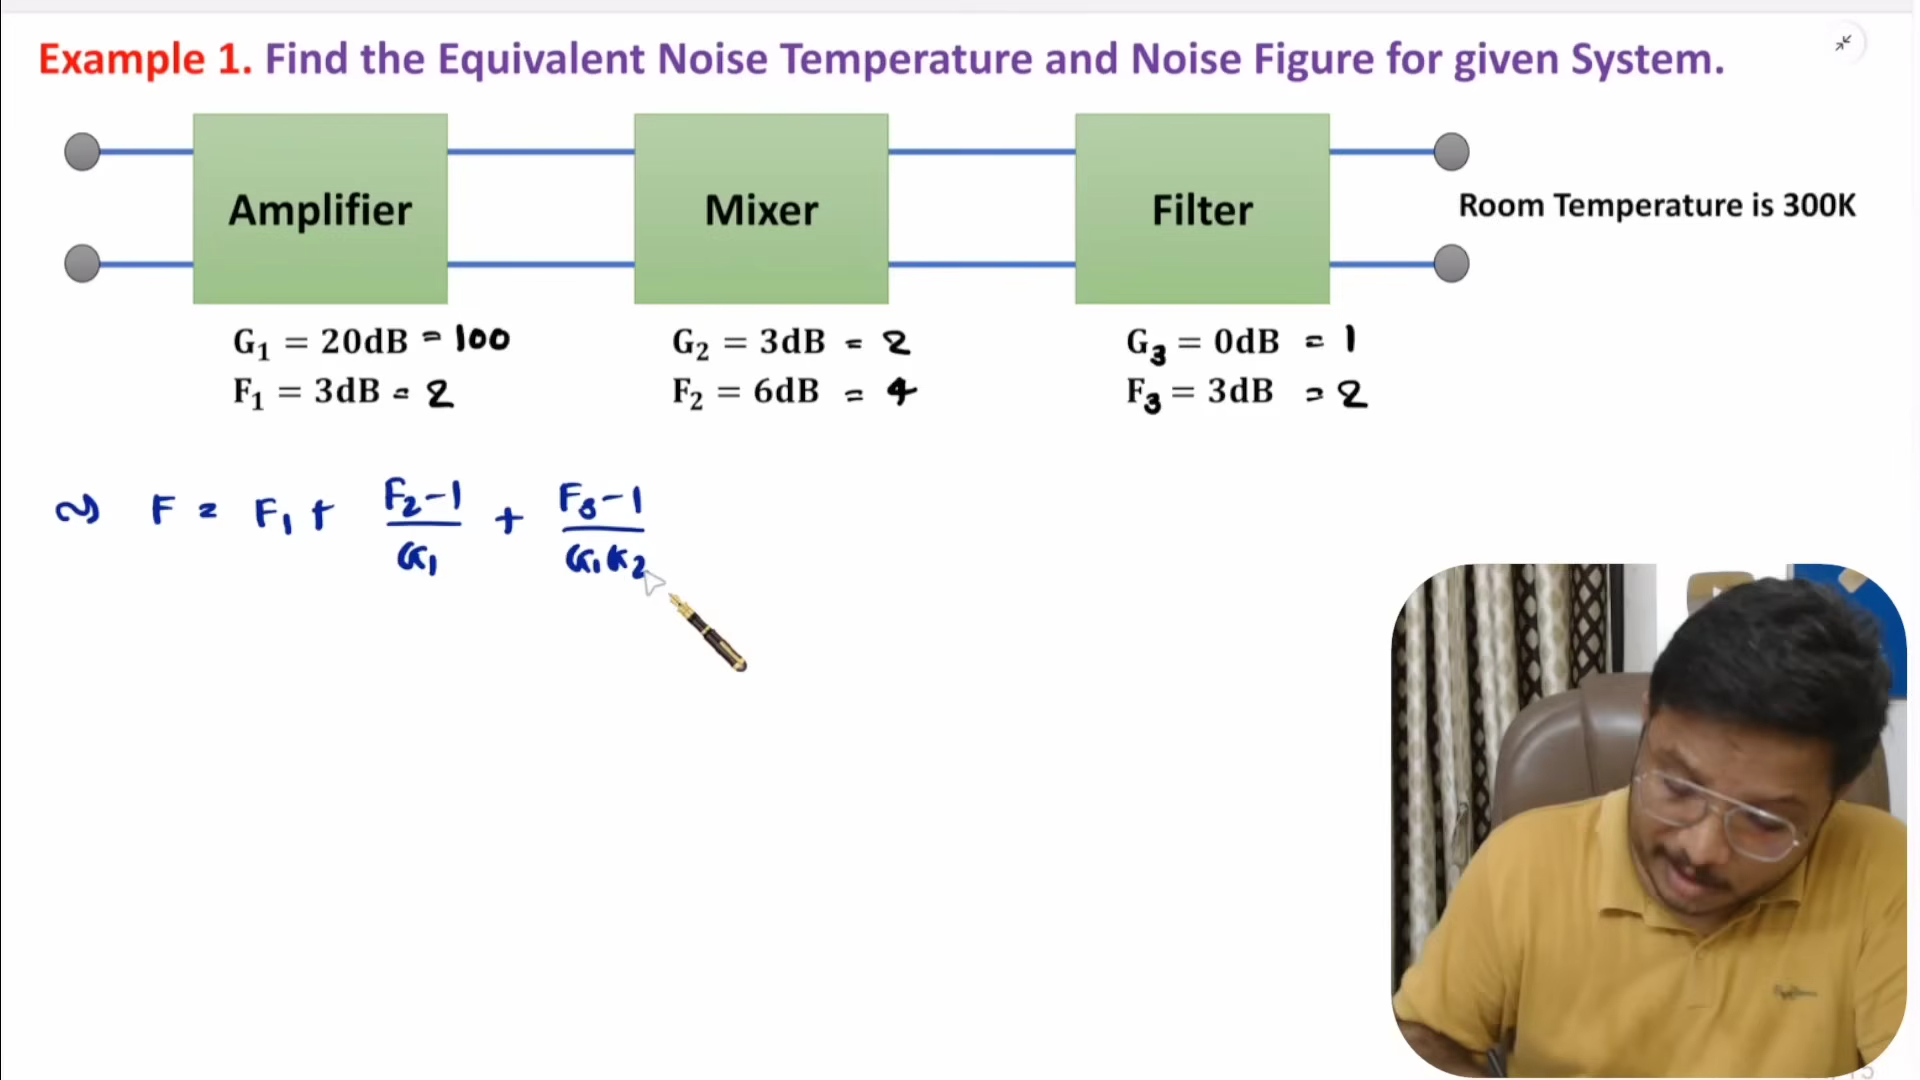 Example 1. Find the Equivalent Noise Temperature and Noise Figure for given System.
Amplifier
Mixer
Filter
Room Temperature is 300K
G₁ = 20dB = 100
F₁ = 3dB = 2
G₂ = 3dB = 2
F₂ = 6dB = 4
G₃ = 0dB = 1
F₃ = 3dB = 2
⇒ F = F₁ + (F₂-1)/G₁ + (F₃-1)/(G₁G₂)